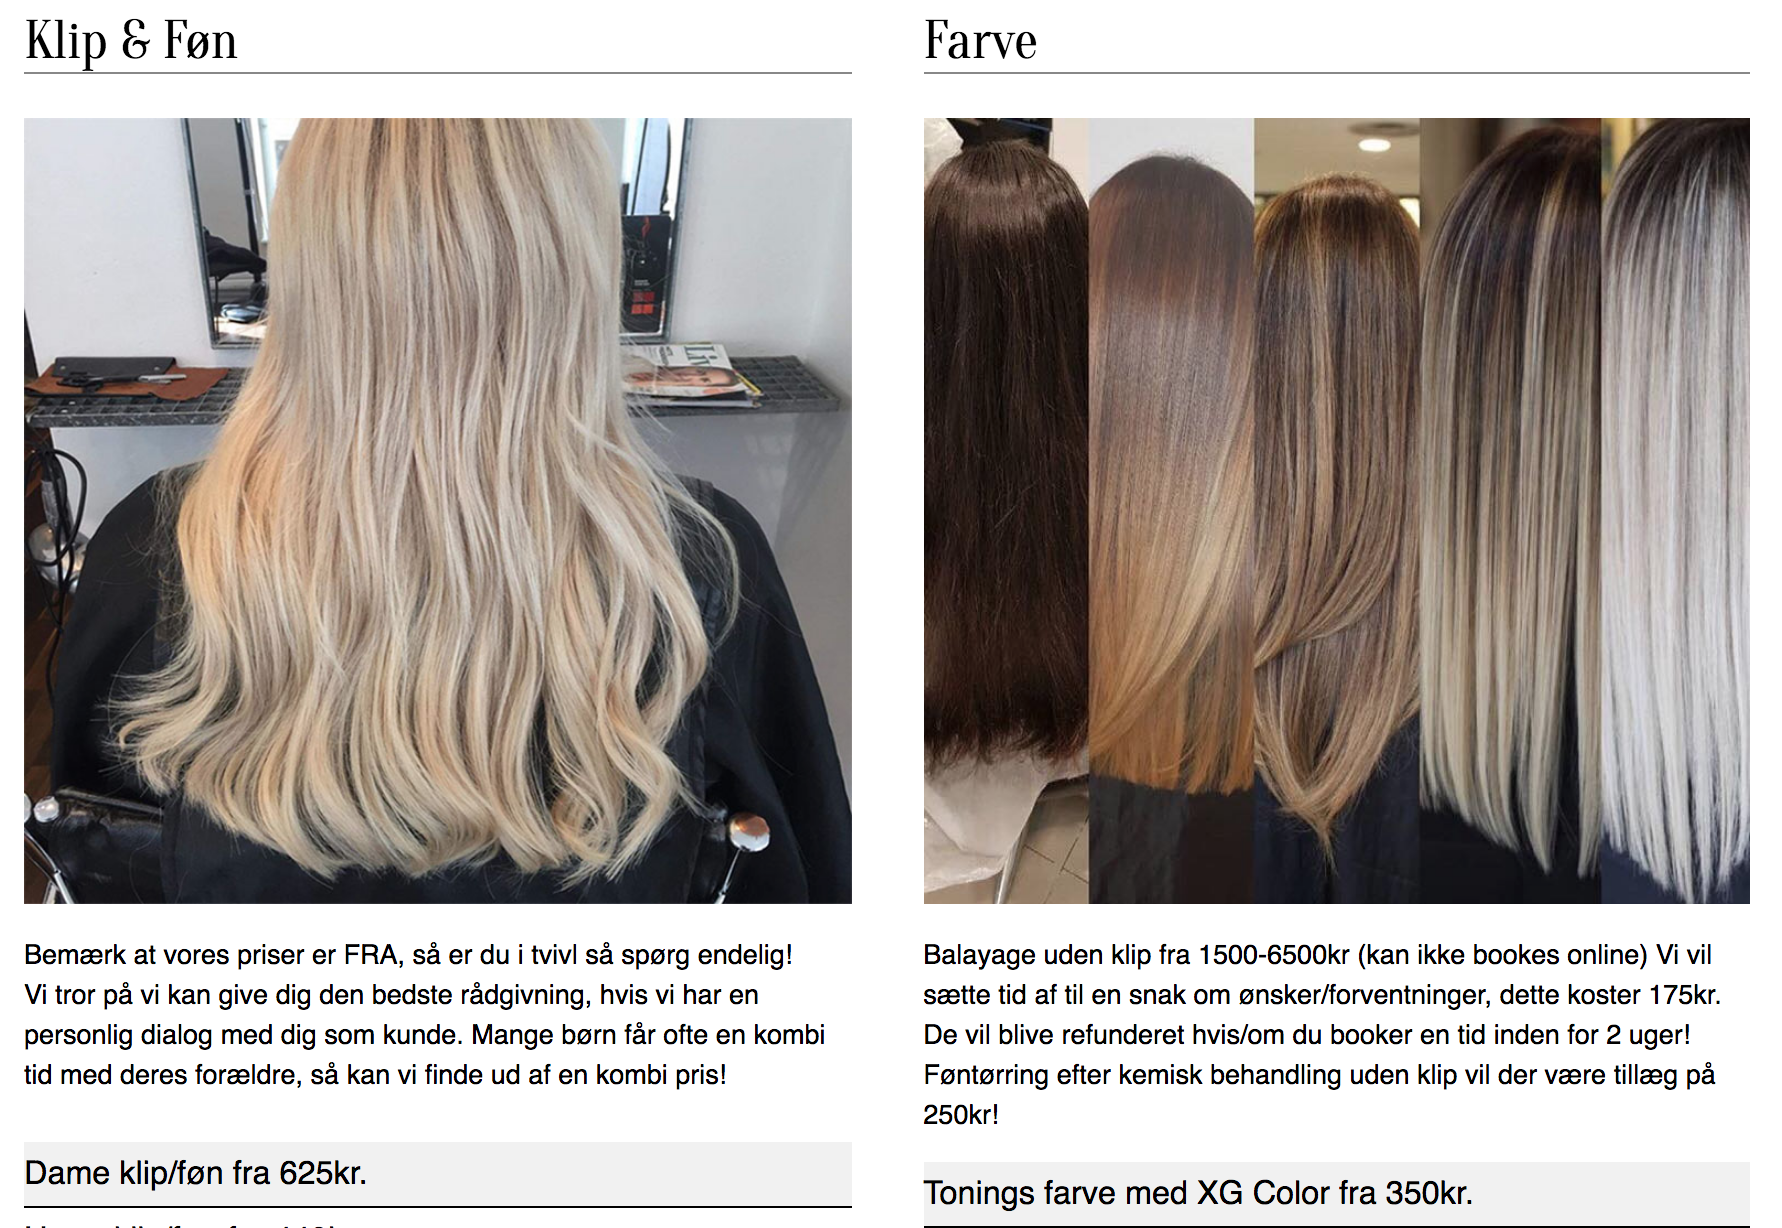 Klip & Føn
Liv
Bemærk at vores priser er FRA, så er du i tvivl så spørg endelig!
Vi tror på vi kan give dig den bedste rådgivning, hvis vi har en
personlig dialog med dig som kunde. Mange børn får ofte en kombi
tid med deres forældre, så kan vi finde ud af en kombi pris!
Dame klip/føn fra 625kr.
Farve
Balayage uden klip fra 1500-6500kr (kan ikke bookes online) Vi vil
sætte tid af til en snak om ønsker/forventninger, dette koster 175kr.
De vil blive refunderet hvis/om du booker en tid inden for 2 uger!
Føntørring efter kemisk behandling uden klip vil der være tillæg på
250kr!
Tonings farve med XG Color fra 350kr.